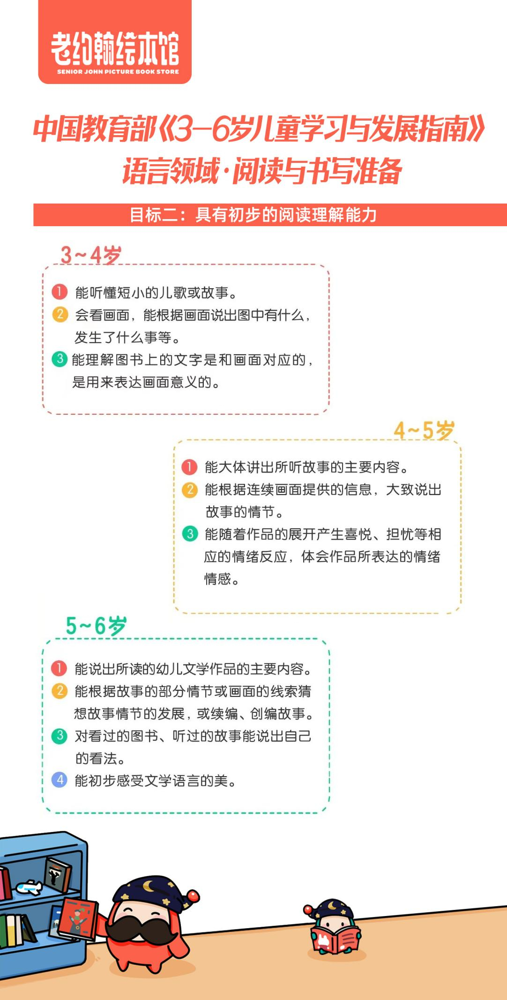 老约翰绘本馆
SENIOR JOHN PICTURE BOOK STORE
中国教育部《3-6岁儿童学习与发展指南》
语言领域·阅读与书写准备
目标二：具有初步的阅读理解能力
3~4岁
1 能听懂短小的儿歌或故事。
2 会看画面，能根据画面说出图中有什么，
发生了什么事等。
3 能理解图书上的文字是和画面对应的，
是用来表达画面意义的。
4~5岁
1 能大体讲出所听故事的主要内容。
2 能根据连续画面提供的信息，大致说出
故事的情节。
3 能随着作品的展开产生喜悦、担忧等相
应的情绪反应，体会作品所表达的情绪
情感。
5~6岁
1 能说出所读的幼儿文学作品的主要内容。
2 能根据故事的部分情节或画面的线索猜
想故事情节的发展，或续编、创编故事。
3 对看过的图书、听过的故事能说出自己
的看法。
4 能初步感受文学语言的美。